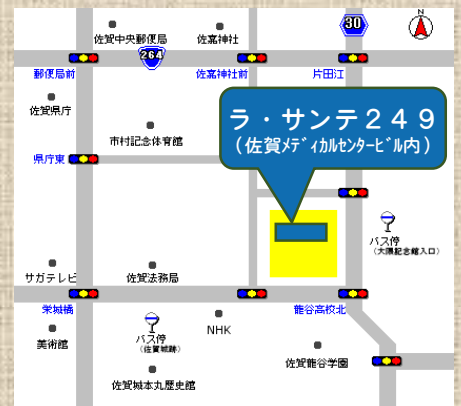 30
佐賀中央郵便局
佐嘉神社
264
郵便局前
佐嘉神社前
片田江
佐賀県庁
ラ・サンテ249
(佐賀ﾒﾃﾞｨｶﾙｾﾝﾀｰﾋﾞﾙ内)
市村記念体育館
県庁東
バス停
(大隈記念館入口)
サガテレビ
佐賀法務局
栄城橋
龍谷高校北
美術館
バス停
(佐賀城跡)
NHK
佐賀龍谷学園
佐賀城本丸歴史館